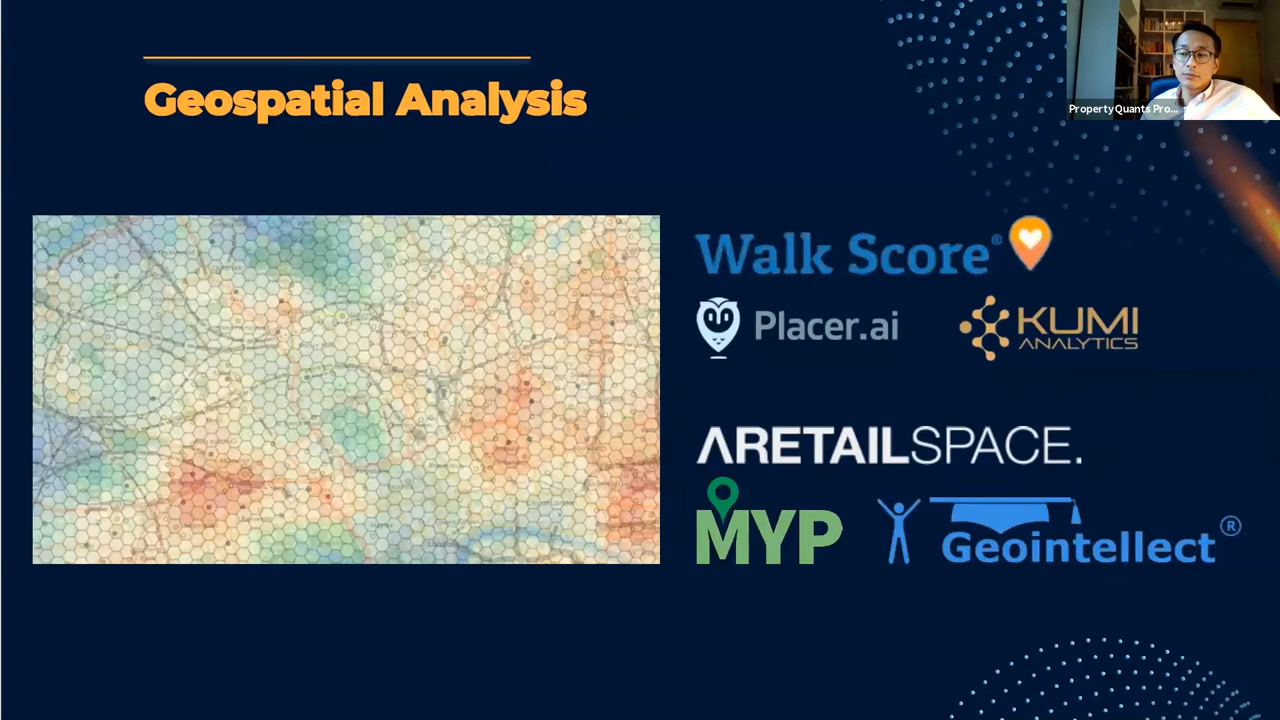 Geospatial Analysis
PropertyQuants Pro...
Walk Score®
Placer.ai
KUMI
ANALYTICS
ARETAILSPACE.
MYP
Geointellect®